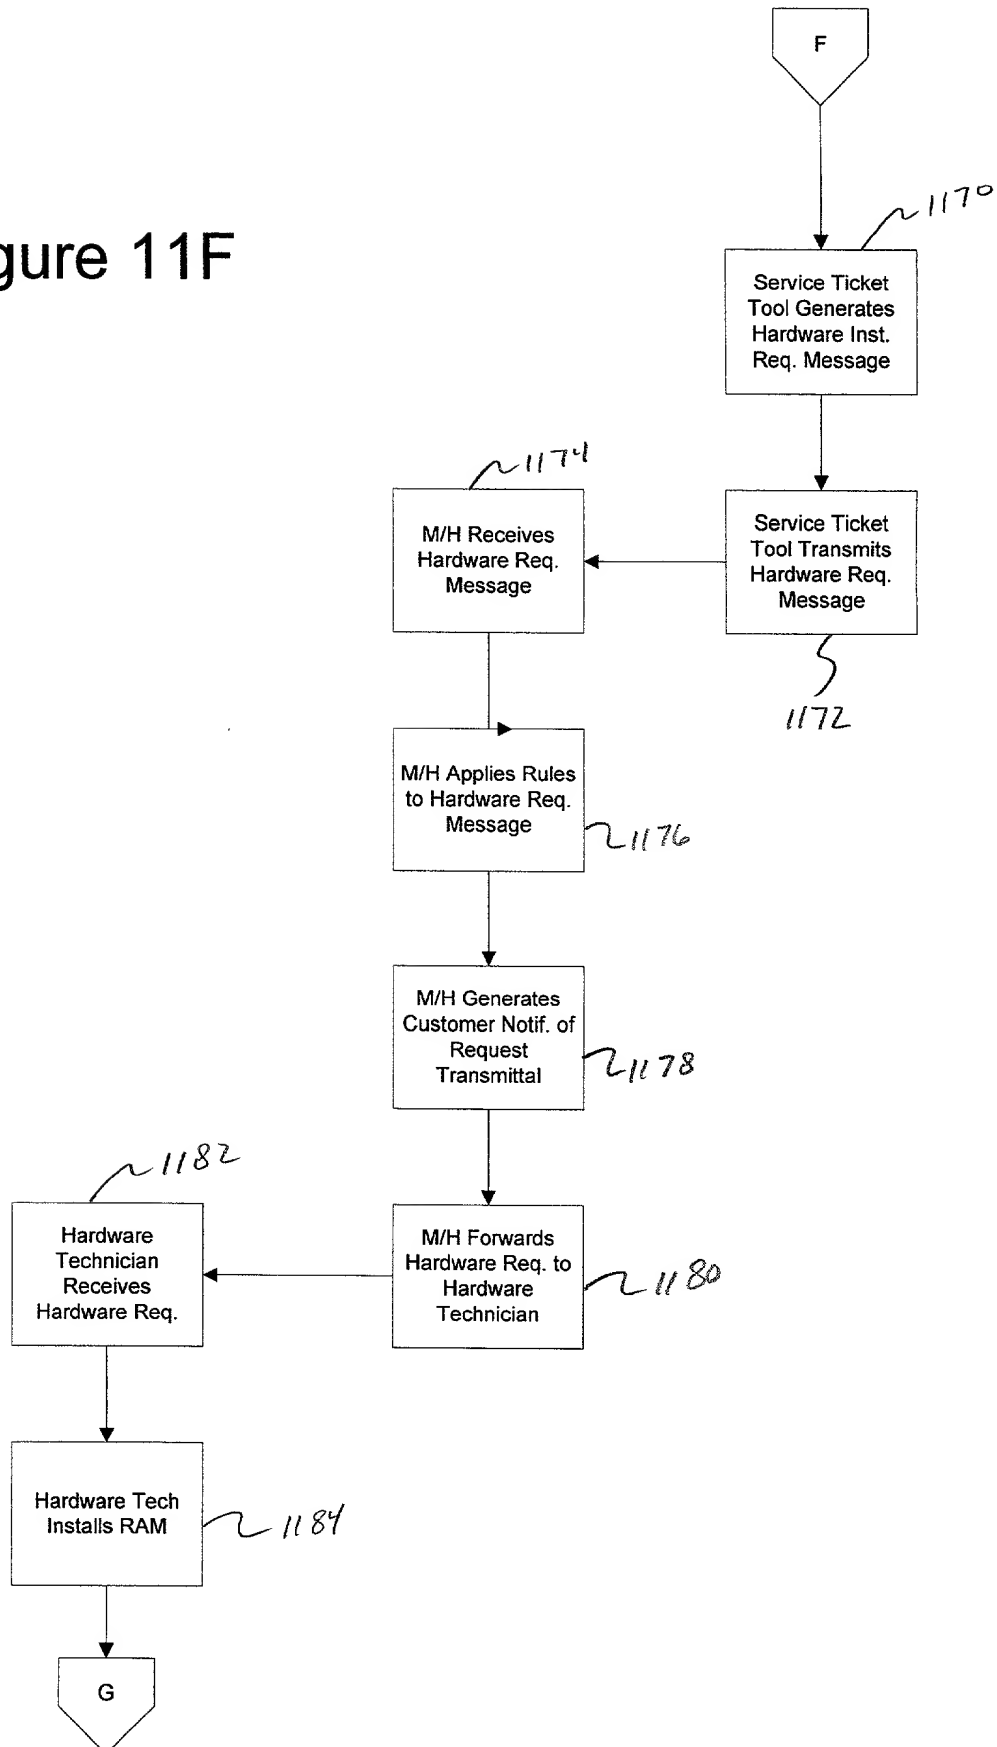 F
1170
gure 11F
Service Ticket
Tool Generates
Hardware Inst.
Req. Message
1174
M/H Receives
Hardware Req.
Message
Service Ticket
Tool Transmits
Hardware Req.
Message
1172
M/H Applies Rules
to Hardware Req.
Message
1176
M/H Generates
Customer Notif. of
Request
Transmittal
1178
1182
Hardware
Technician
Receives
Hardware Req.
M/H Forwards
Hardware Req. to
Hardware
Technician
1180
Hardware Tech
Installs RAM
1184
G